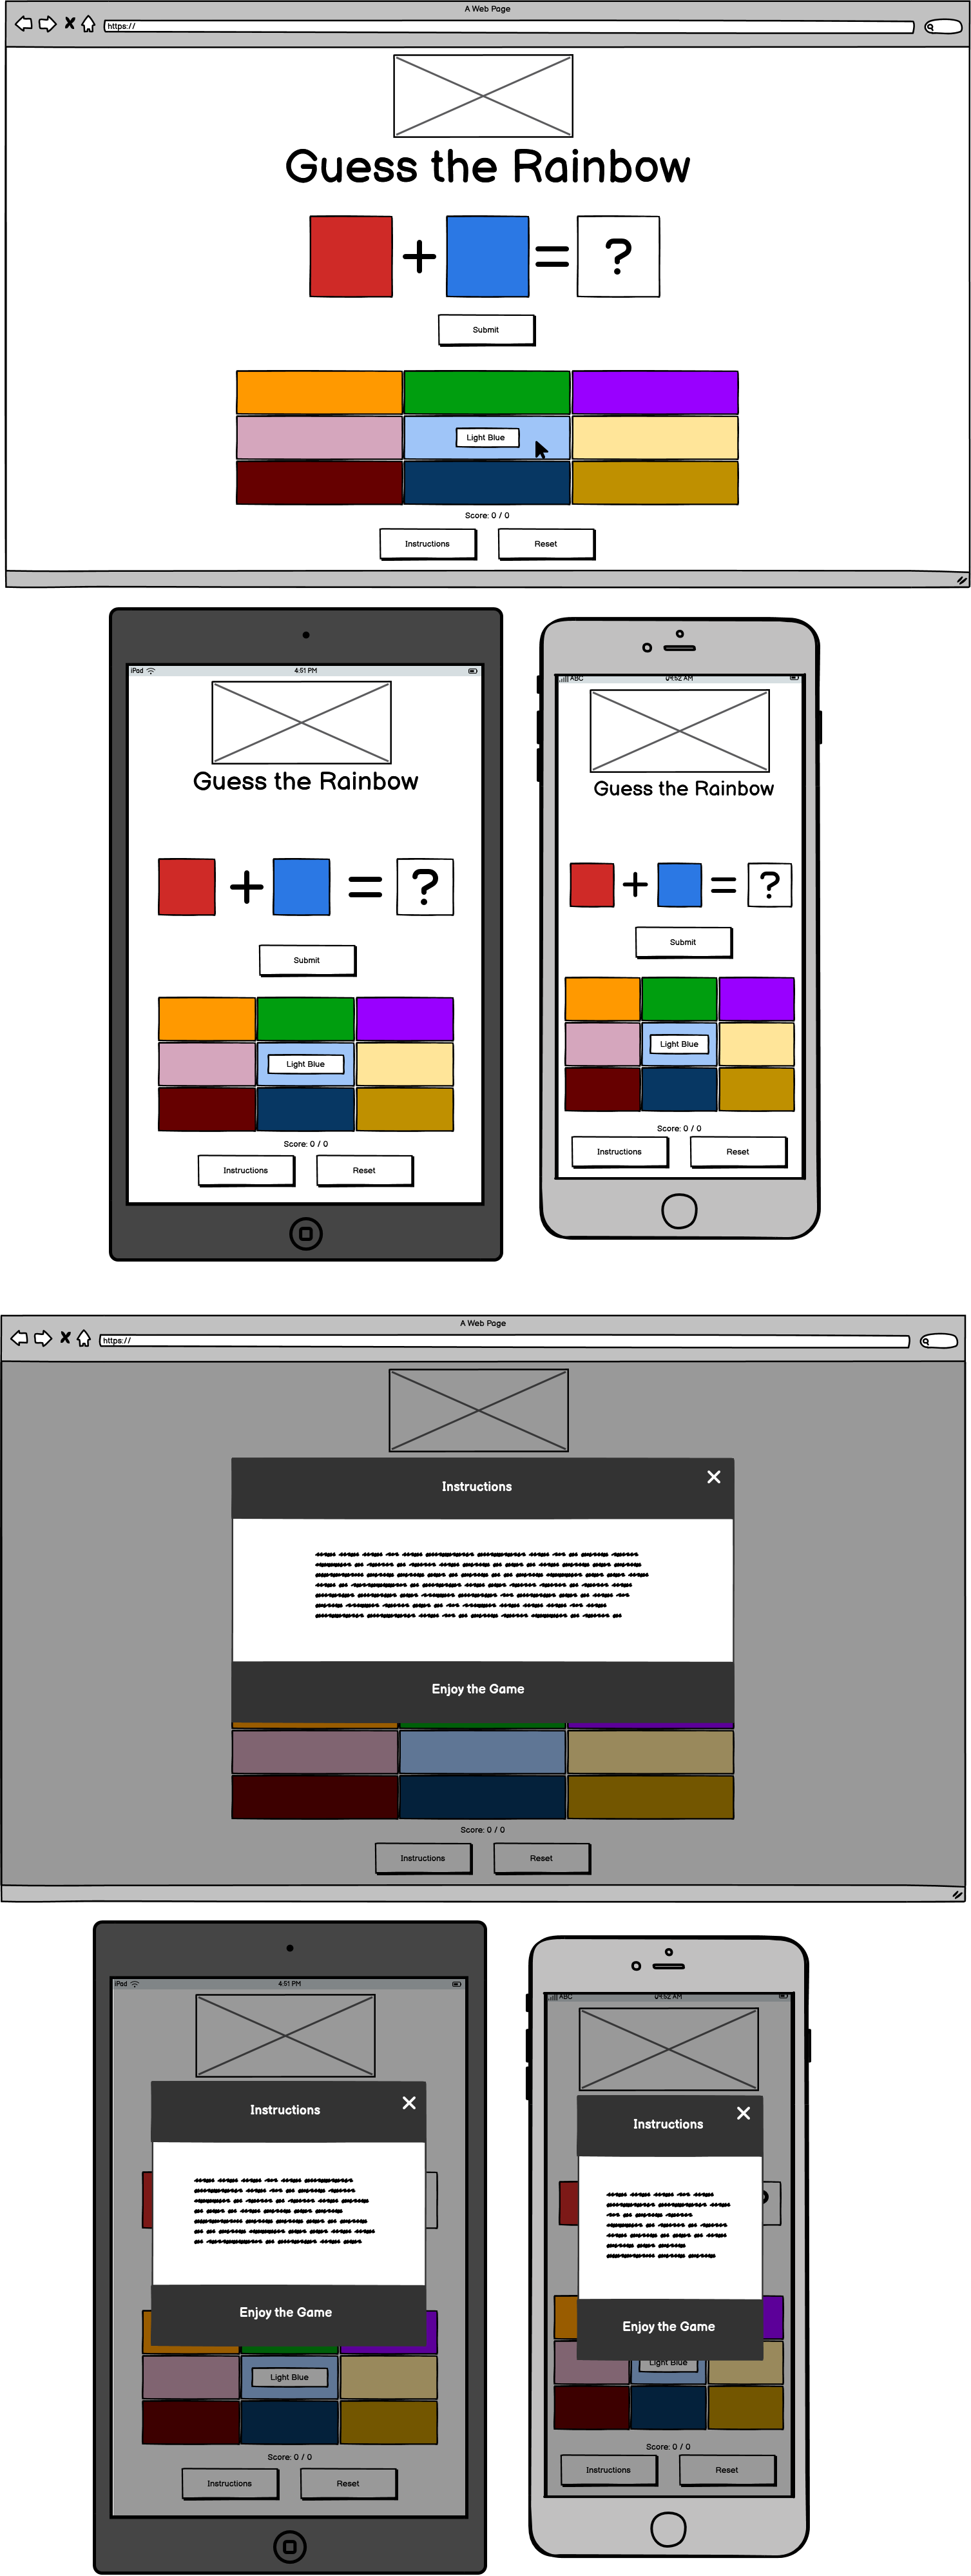 A Web Page
https://
Guess the Rainbow
+ = ?
Submit
Light Blue
Score: 0 / 0
Instructions Reset
iPad 4:51 PM
Guess the Rainbow
+ = ?
Submit
Light Blue
Score: 0 / 0
Instructions Reset
ABC 09:52 AM
Guess the Rainbow
+ = ?
Submit
Light Blue
Score: 0 / 0
Instructions Reset
A Web Page
https://
Instructions
Enjoy the Game
Score: 0 / 0
Instructions Reset
iPad 4:51 PM
Instructions
Enjoy the Game
Light Blue
Score: 0 / 0
Instructions Reset
ABC 09:52 AM
Instructions
Enjoy the Game
Light Blue
Score: 0 / 0
Instructions Reset